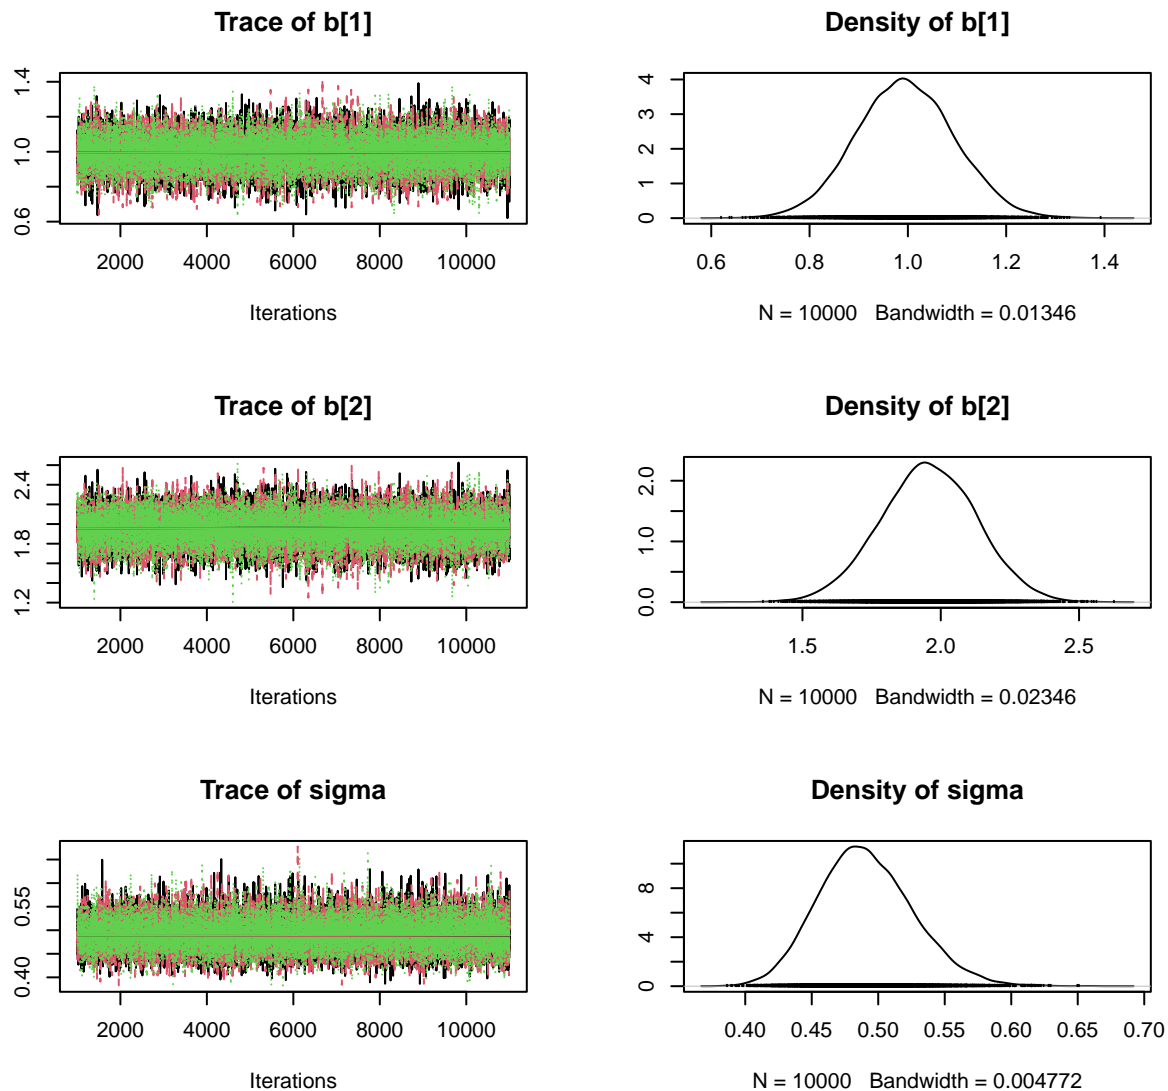 Trace of b[1]
0.6 1.0 1.4
2000 4000 6000 8000 10000
Iterations
Density of b[1]
0 1 2 3 4
0.6 0.8 1.0 1.2 1.4
N = 10000 Bandwidth = 0.01346
Trace of b[2]
1.2 1.8 2.4
2000 4000 6000 8000 10000
Iterations
Density of b[2]
0.0 1.0 2.0
1.5 2.0 2.5
N = 10000 Bandwidth = 0.02346
Trace of sigma
0.40 0.55
2000 4000 6000 8000 10000
Iterations
Density of sigma
0 4 8
0.40 0.45 0.50 0.55 0.60 0.65 0.70
N = 10000 Bandwidth = 0.004772